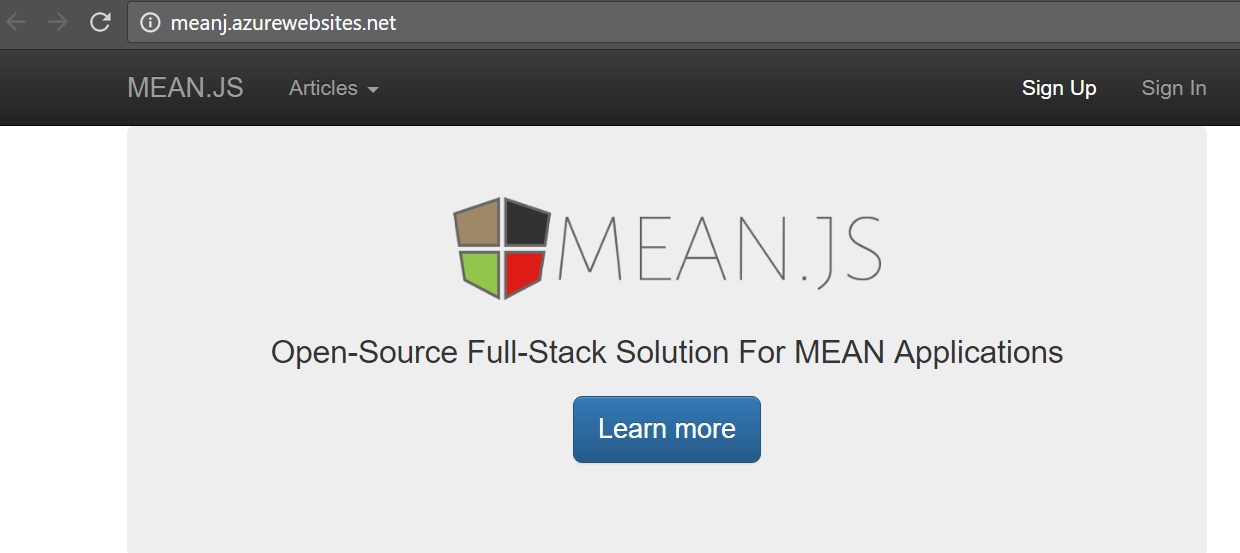 meanj.azurewebsites.net
MEAN.JS Articles Sign Up Sign In
MEAN.JS
Open-Source Full-Stack Solution For MEAN Applications
Learn more